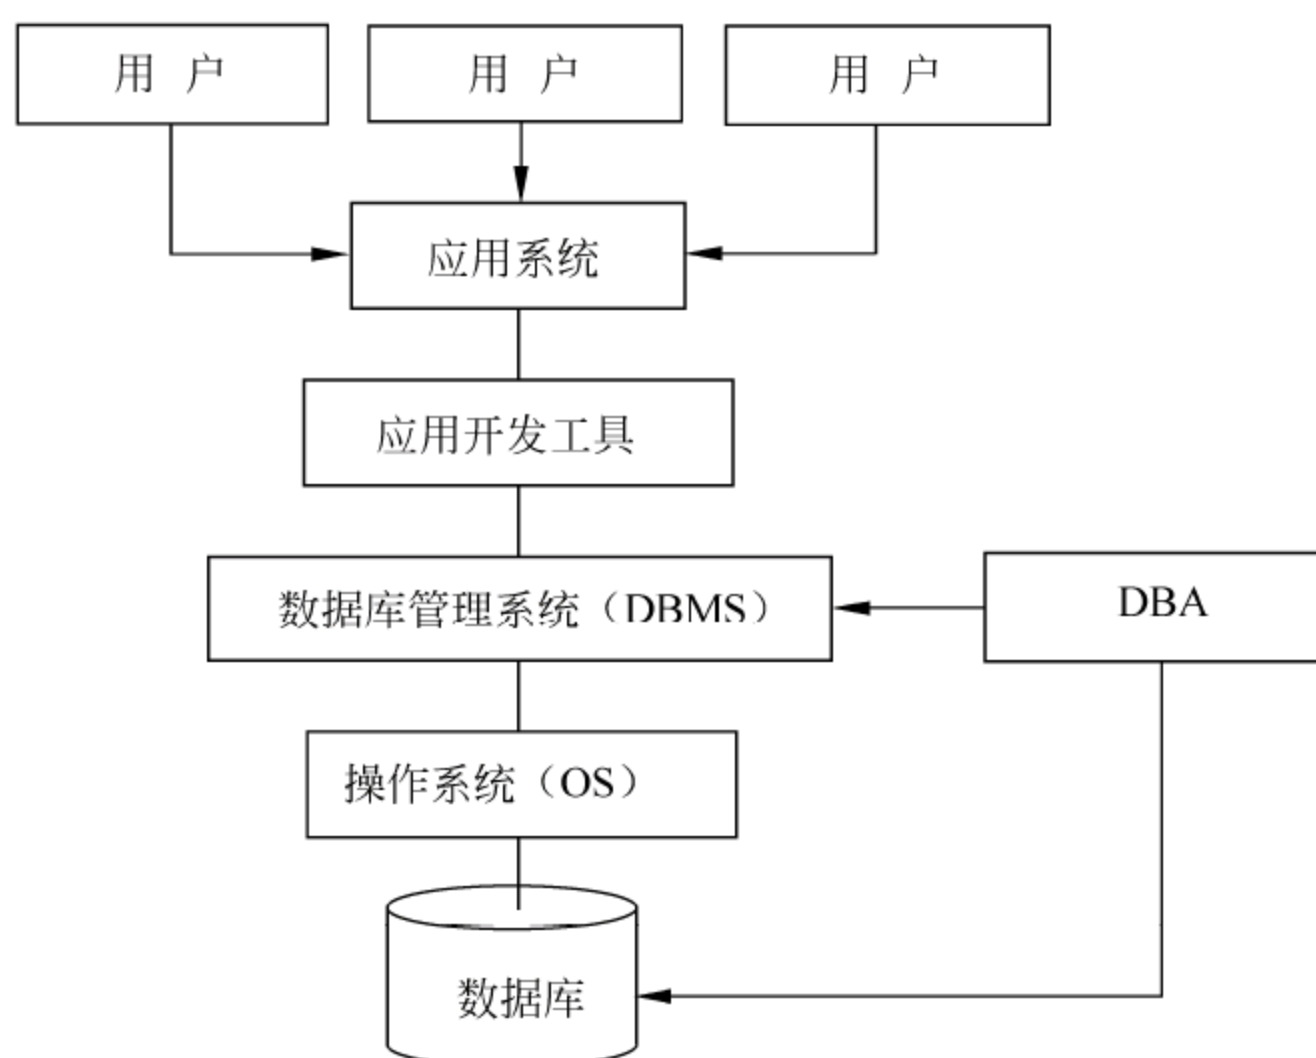 用 户
用 户
用 户
应用系统
应用开发工具
数据库管理系统（DBMS）
DBA
操作系统（OS）
数据库